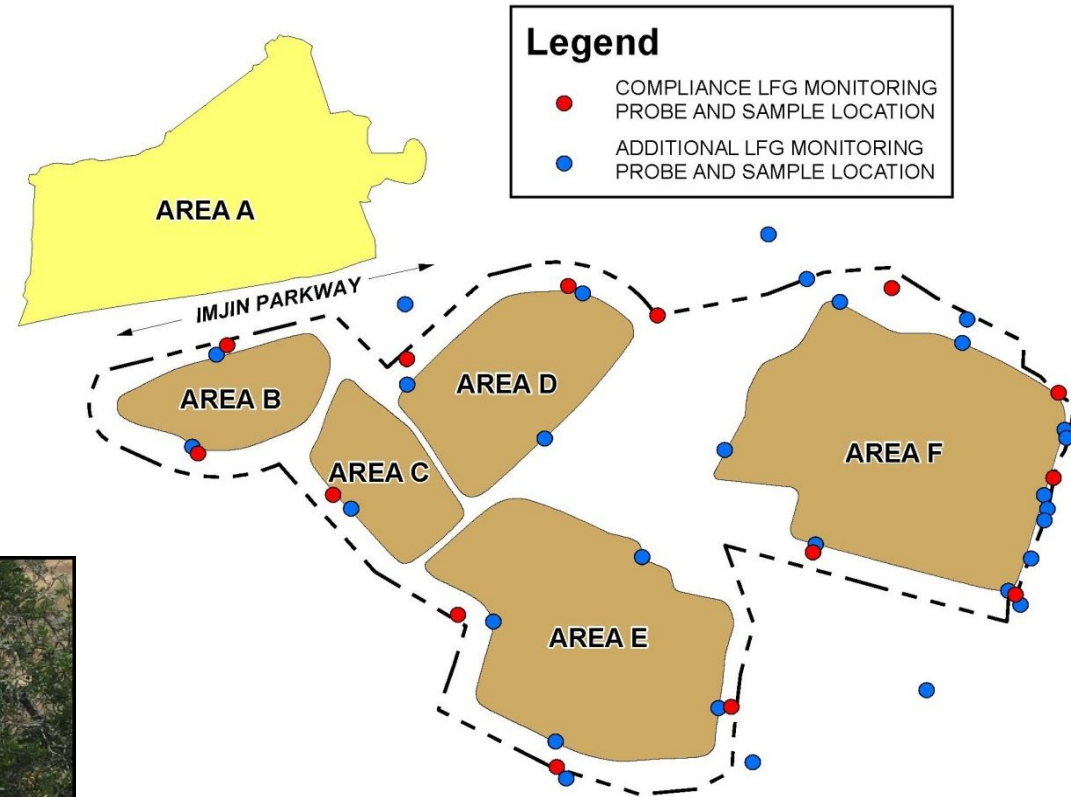 Legend
COMPLIANCE LFG MONITORING
PROBE AND SAMPLE LOCATION
ADDITIONAL LFG MONITORING
PROBE AND SAMPLE LOCATION
AREA A
IMJIN PARKWAY
AREA B
AREA C
AREA D
AREA E
AREA F